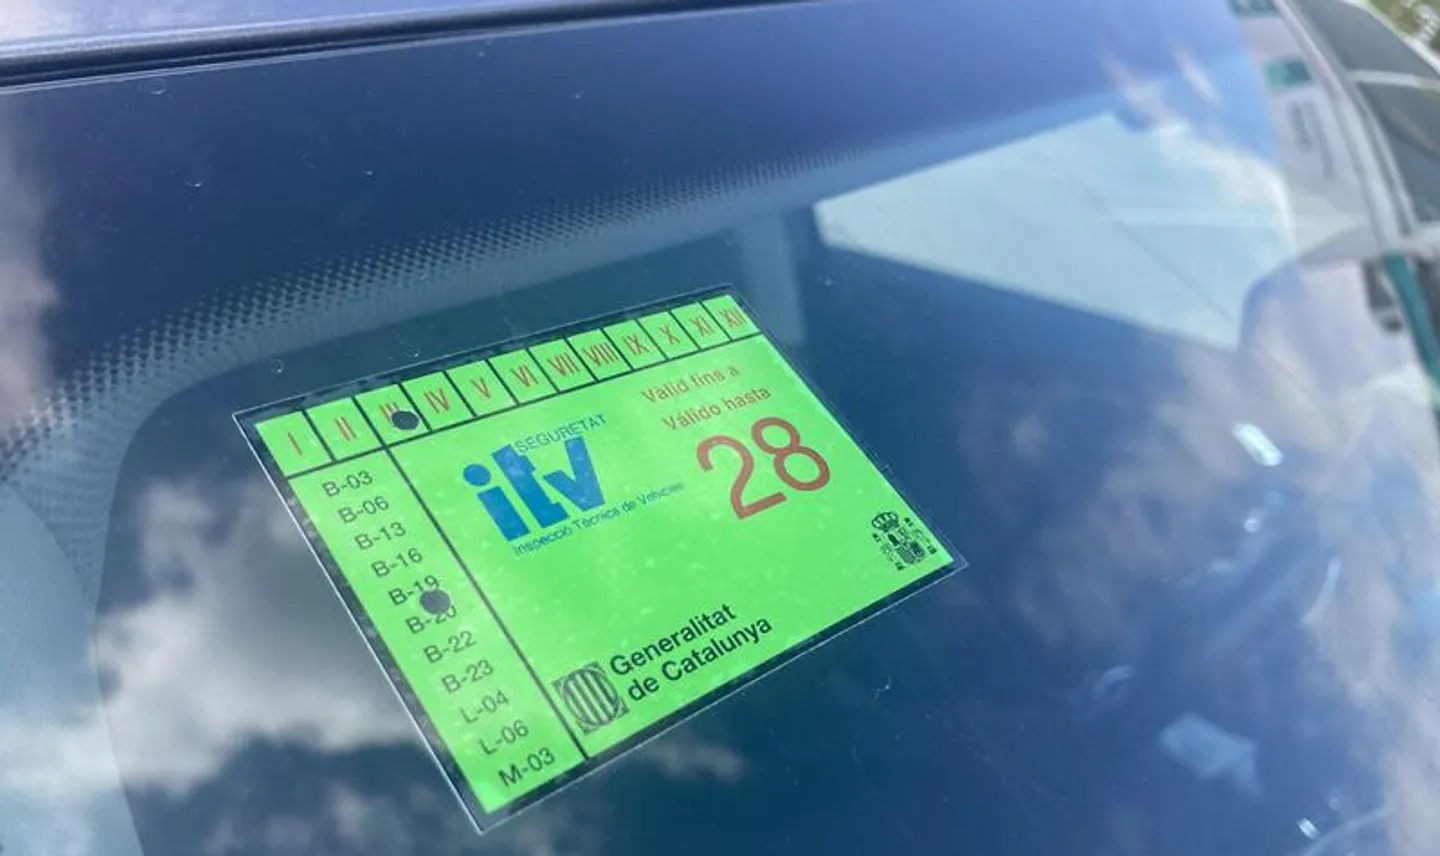 I II III IV V VI VII VIII IX X XI XII
SEGURETAT
itv
Inspecció Tècnica de Vehicles
Vàlid fins a
Válido hasta
28
B-03
B-06
B-13
B-16
B-19
B-20
B-22
B-23
L-04
L-06
M-03
Generalitat
de Catalunya